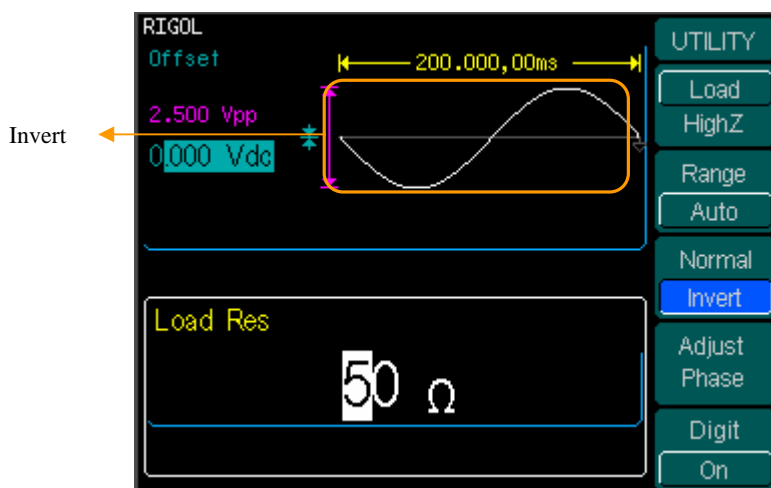 RIGOL
Offset
200.000,00ms
2.500 Vpp
0.000 Vdc
Invert
Load Res
50 Ω
UTILITY
Load
HighZ
Range
Auto
Normal
Invert
Adjust
Phase
Digit
On